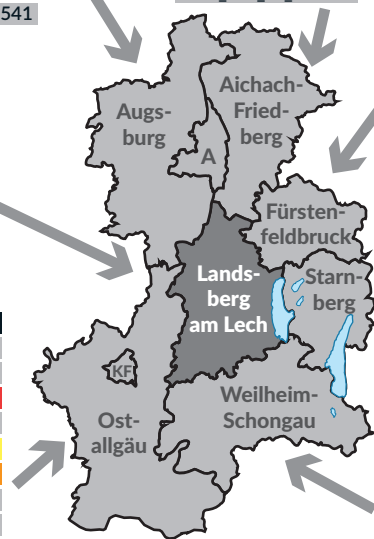 541
Aichach-
Fried-
berg
Augs-
burg
A
Fürsten-
feldbruck
Lands-
berg
am Lech
Starn-
berg
KF
Weilheim-
Schongau
Ost-
allgäu